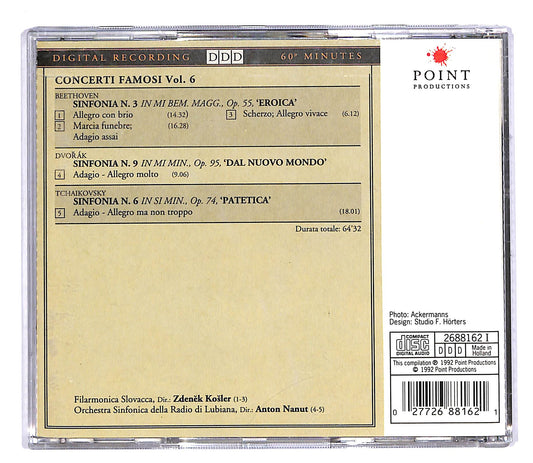 DIGITAL RECORDING DDD 60° MINUTES
CONCERTI FAMOSI Vol. 6
BEETHOVEN
SINFONIA N. 3 IN MI BEM. MAGG., Op. 55, ‘EROICA’
1 Allegro con brio (14.32) 3 Scherzo; Allegro vivace (6.12)
2 Marcia funebre; (16.28)
Adagio assai
DVOŘÁK
SINFONIA N. 9 IN MI MIN., Op. 95, ‘DAL NUOVO MONDO’
4 Adagio - Allegro molto (9.06)
TCHAIKOVSKY
SINFONIA N. 6 IN SI MIN., Op. 74, ‘PATETICA’
5 Adagio - Allegro ma non troppo (18.01)
Durata totale: 64'32
Filarmonica Slovacca, Dir.: Zdeněk Košler (1-3)
Orchestra Sinfonica della Radio di Lubiana, Dir.: Anton Nanut (4-5)
POINT
PRODUCTIONS
Photo: Ackermanns
Design: Studio F. Hörters
COMPACT disc DIGITAL AUDIO
2688162 I
DDD Made in Holland
This compilation ℗ 1992 Point Productions
© 1992 Point Productions
0 27726 88162 1